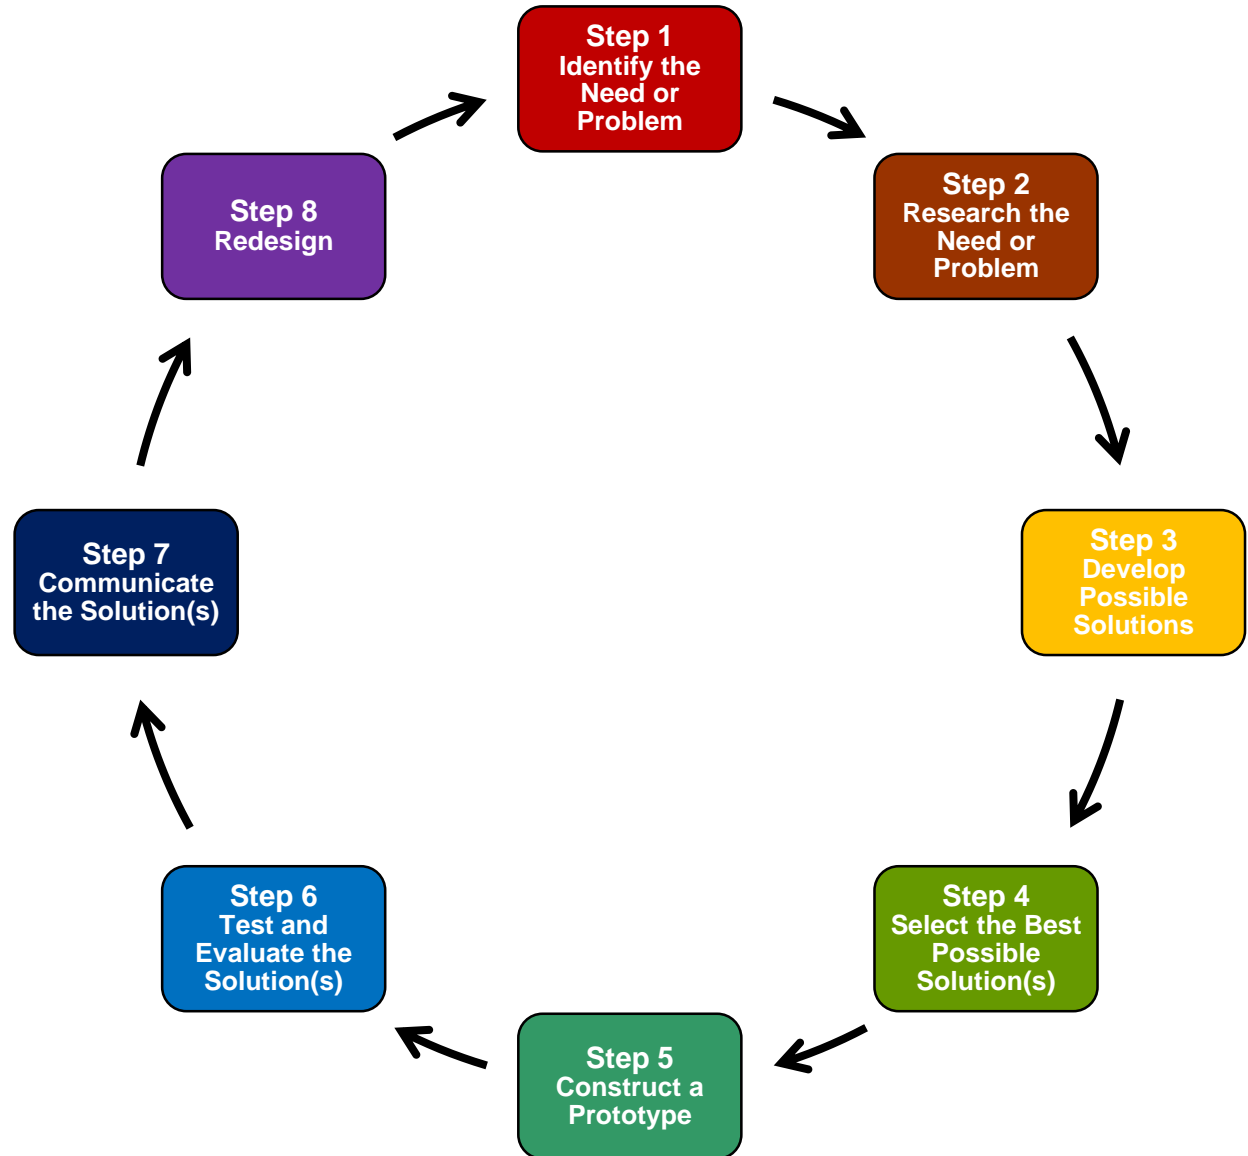 Step 1
Identify the
Need or
Problem
Step 2
Research the
Need or
Problem
Step 3
Develop
Possible
Solutions
Step 4
Select the Best
Possible
Solution(s)
Step 5
Construct a
Prototype
Step 6
Test and
Evaluate the
Solution(s)
Step 7
Communicate
the Solution(s)
Step 8
Redesign